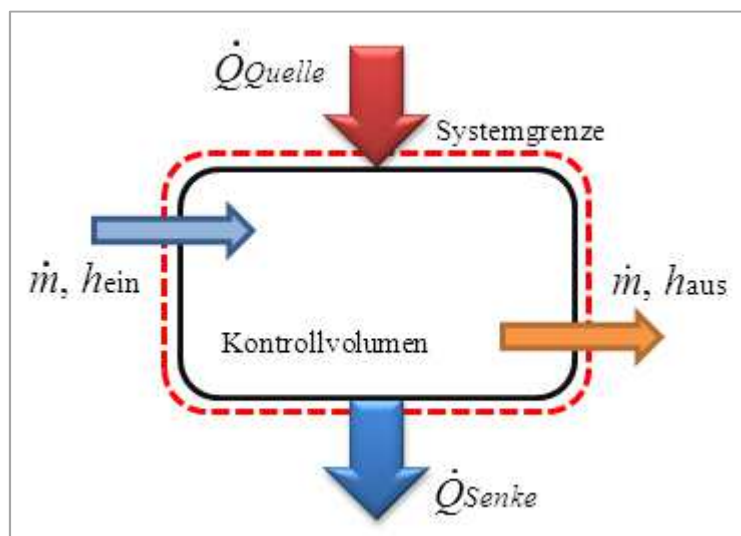 Q̇Quelle
Systemgrenze
ṁ, hein
ṁ, haus
Kontrollvolumen
Q̇Senke